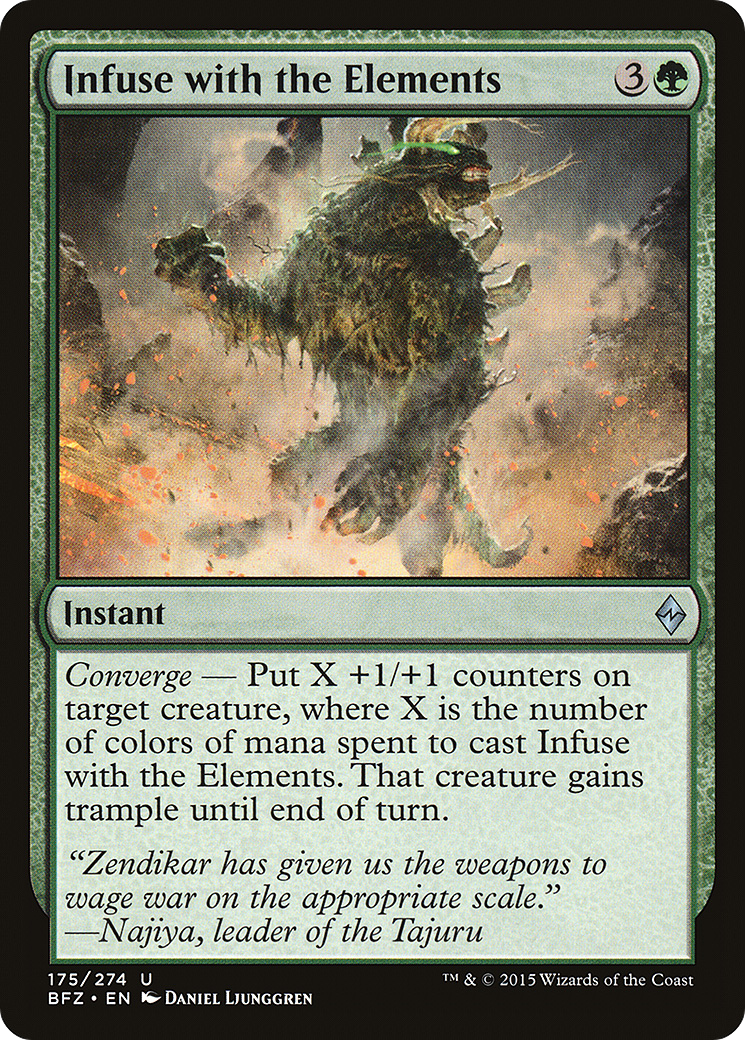 Infuse with the Elements 3
Instant
Converge — Put X +1/+1 counters on
target creature, where X is the number
of colors of mana spent to cast Infuse
with the Elements. That creature gains
trample until end of turn.
“Zendikar has given us the weapons to
wage war on the appropriate scale.”
—Najiya, leader of the Tajuru
175/274 U
™ & © 2015 Wizards of the Coast
BFZ • EN Daniel Ljunggren